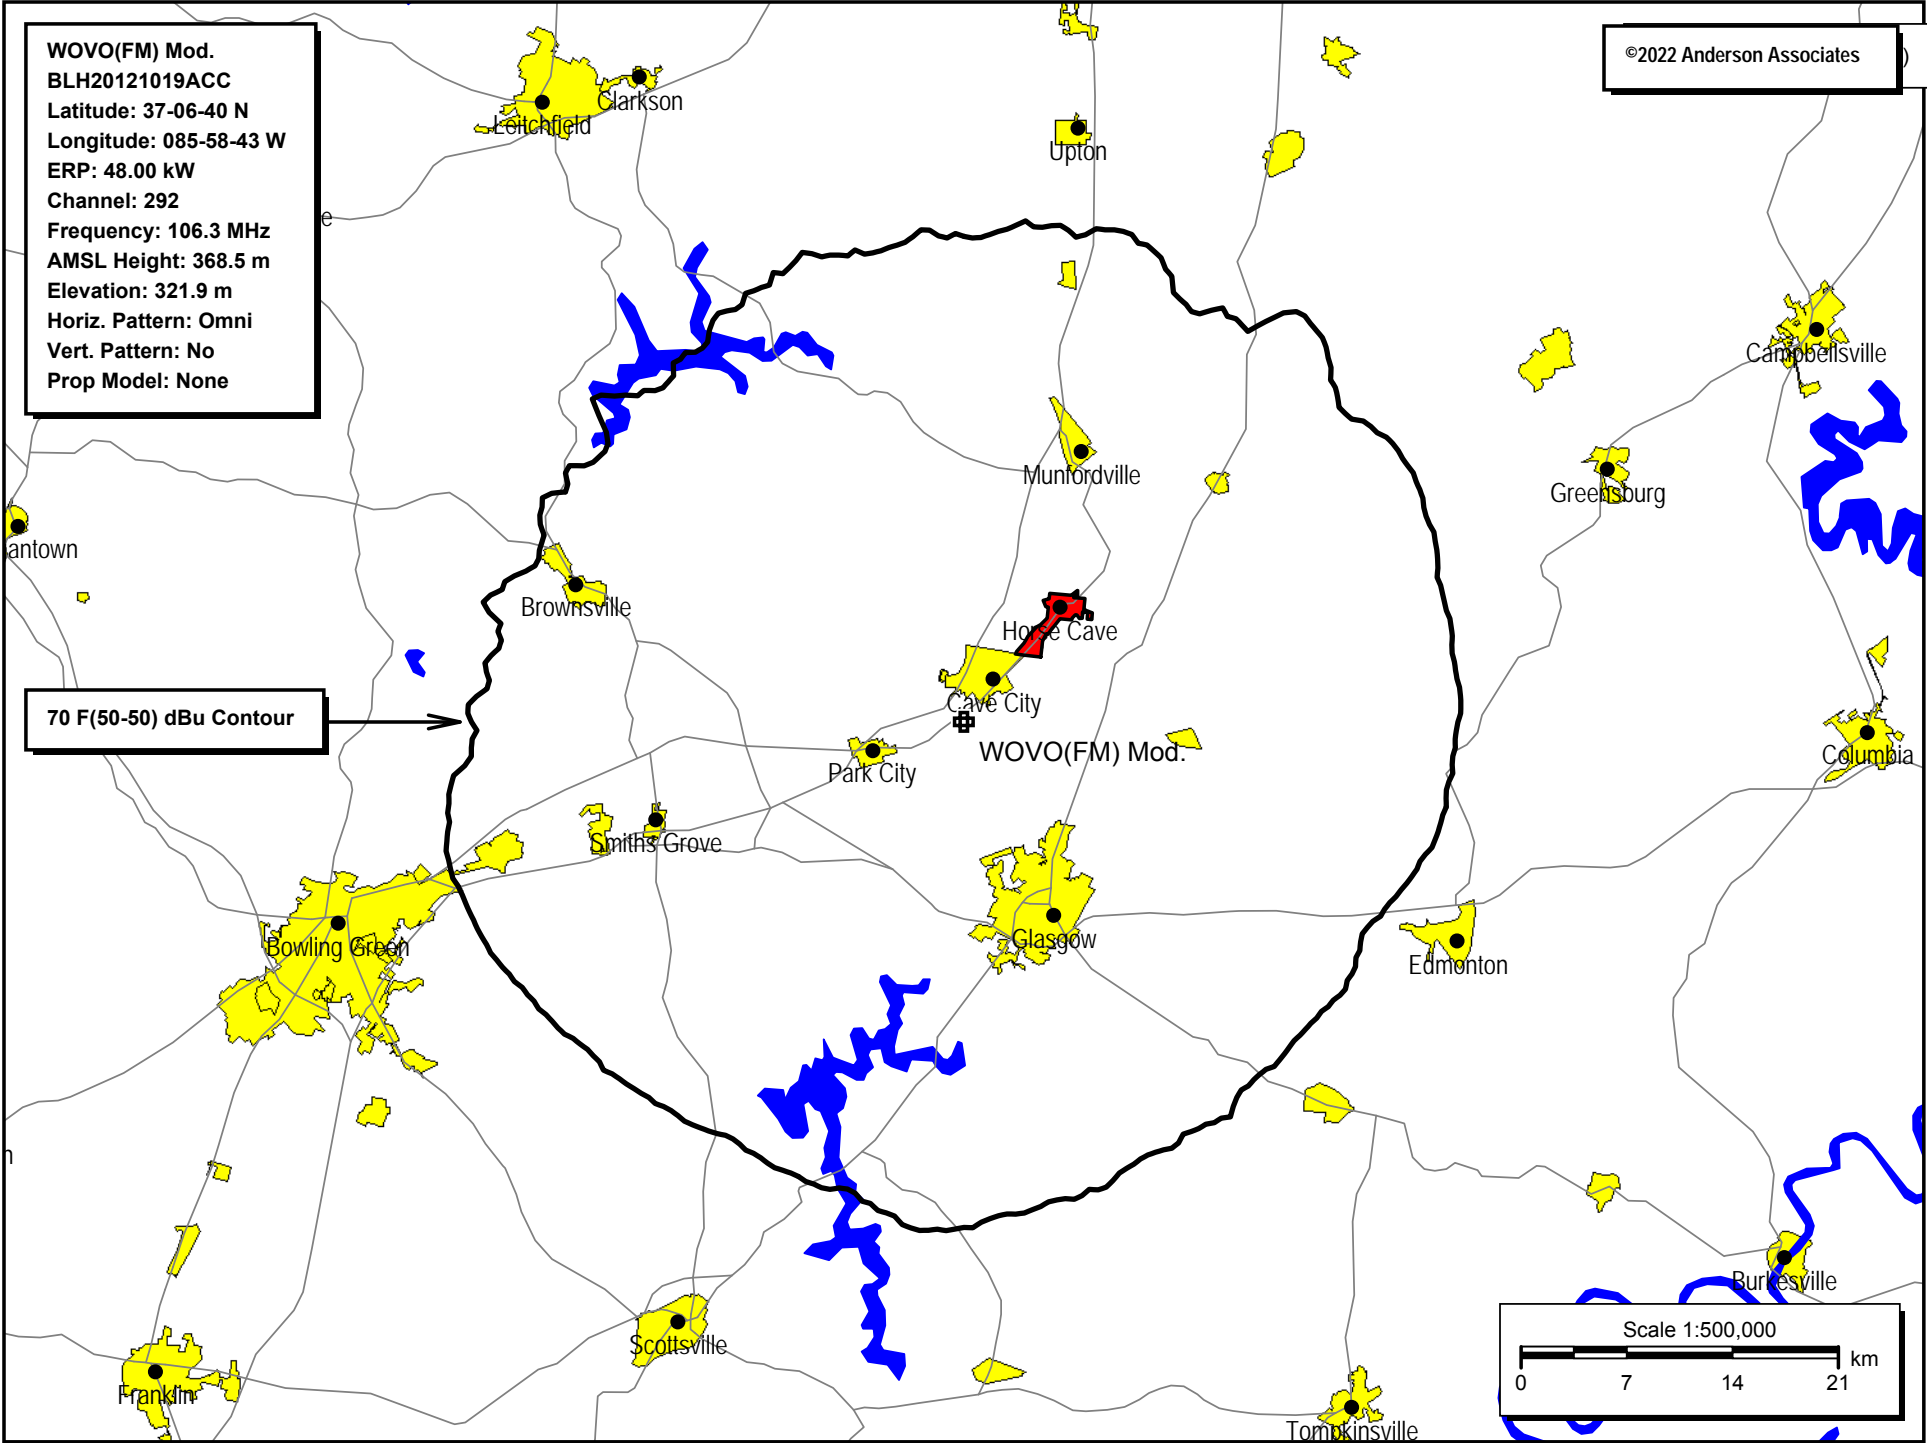 WOVO(FM) Mod.
BLH20121019ACC
Latitude: 37-06-40 N
Longitude: 085-58-43 W
ERP: 48.00 kW
Channel: 292
Frequency: 106.3 MHz
AMSL Height: 368.5 m
Elevation: 321.9 m
Horiz. Pattern: Omni
Vert. Pattern: No
Prop Model: None
©2022 Anderson Associates
)
Clarkson
Leitchfield
Upton
e
Campbellsville
Munfordville
Greensburg
antown
Brownsville
Horse Cave
Cave City
70 F(50-50) dBu Contour
WOVO(FM) Mod.
Columbia
Park City
Smiths Grove
Bowling Green
Glasgow
Edmonton
n
Burkesville
Scottsville
Franklin
Tompkinsville
Scale 1:500,000
km
0 7 14 21